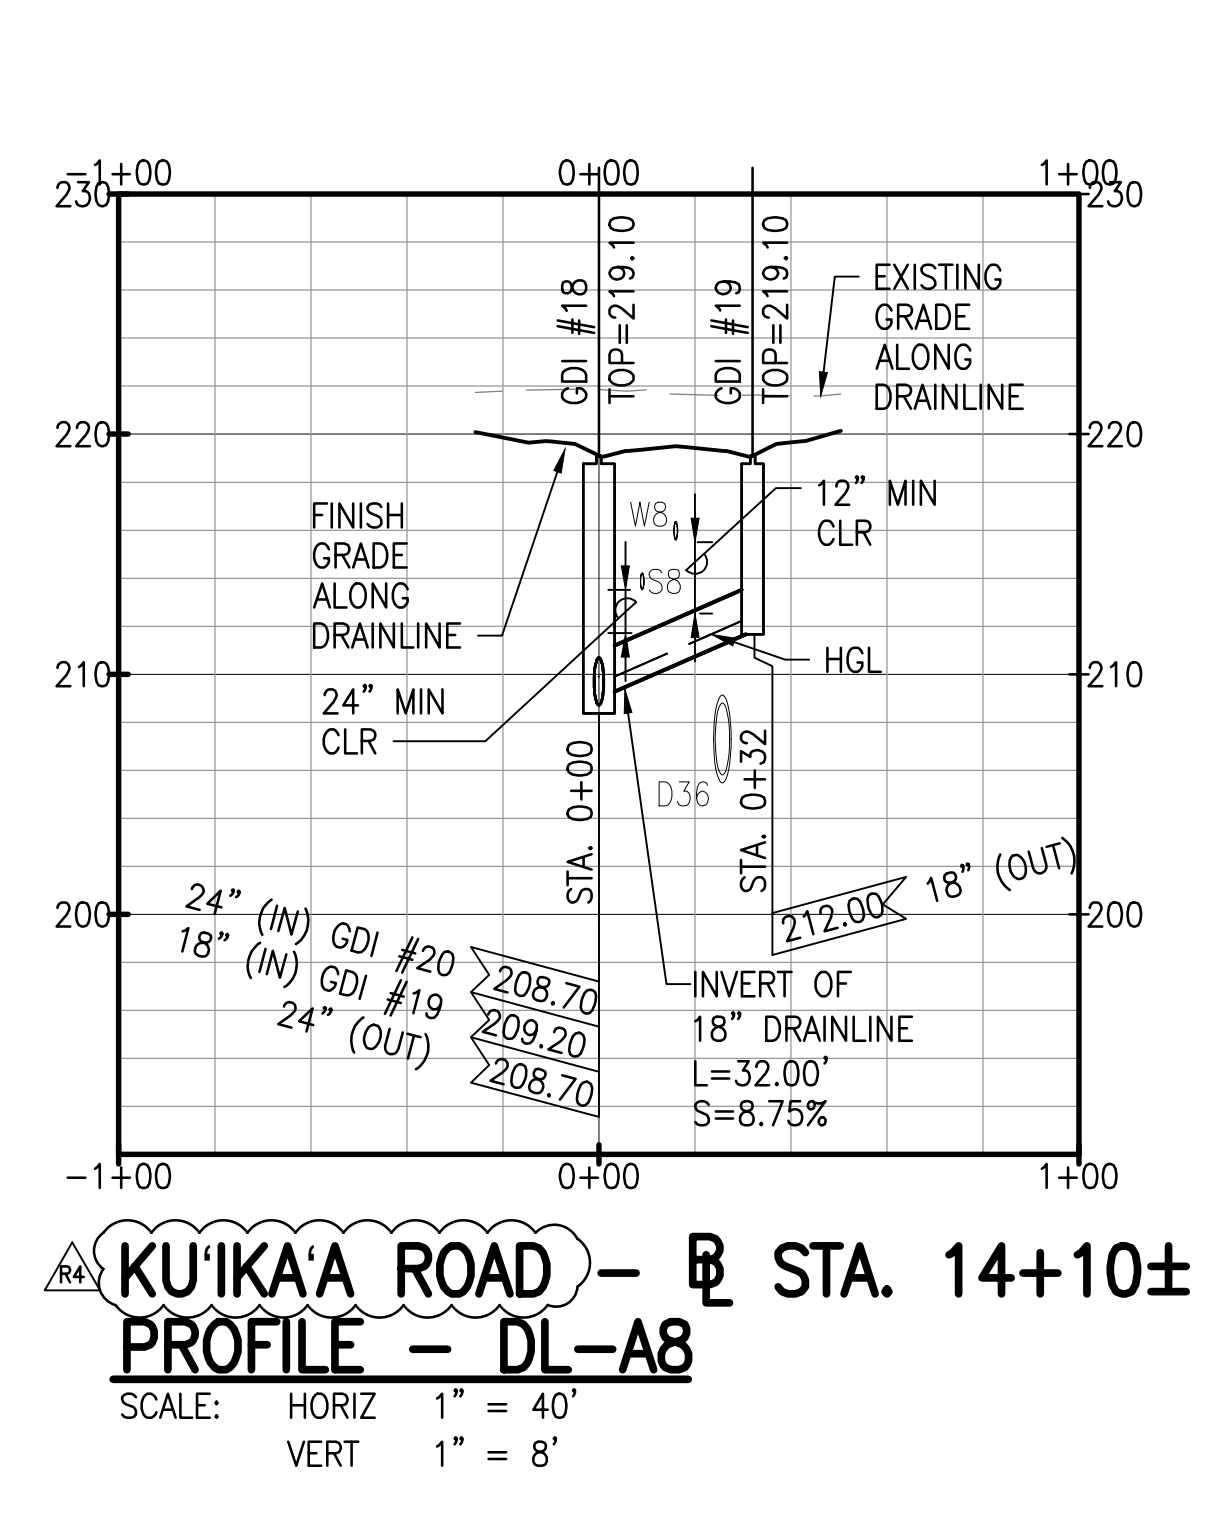 -1+00 0+00 1+00
230 230
GDI #18
TOP=219.10
GDI #19
TOP=219.10
EXISTING
GRADE
ALONG
DRAINLINE
220 220
12” MIN
CLR
W8
S8
FINISH
GRADE
ALONG
DRAINLINE
HGL
210 210
24” MIN
CLR
STA. 0+00
D36
STA. 0+32
18” (OUT)
212.00
200 200
24” (IN) GDI #20
208.70
18” (IN) GDI #19
209.20
24” (OUT)
208.70
INVERT OF
18” DRAINLINE
L=32.00’
S=8.75%
-1+00 0+00 1+00
R4
KU‘IKA‘A ROAD - BL STA. 14+10±
PROFILE - DL-A8
SCALE: HORIZ 1” = 40’
VERT 1” = 8’